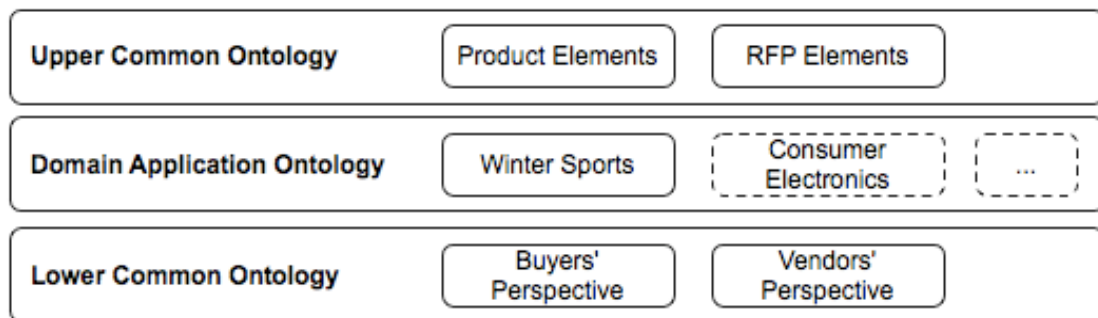 Upper Common Ontology
Product Elements
RFP Elements
Domain Application Ontology
Winter Sports
Consumer
Electronics
...
Lower Common Ontology
Buyers'
Perspective
Vendors'
Perspective